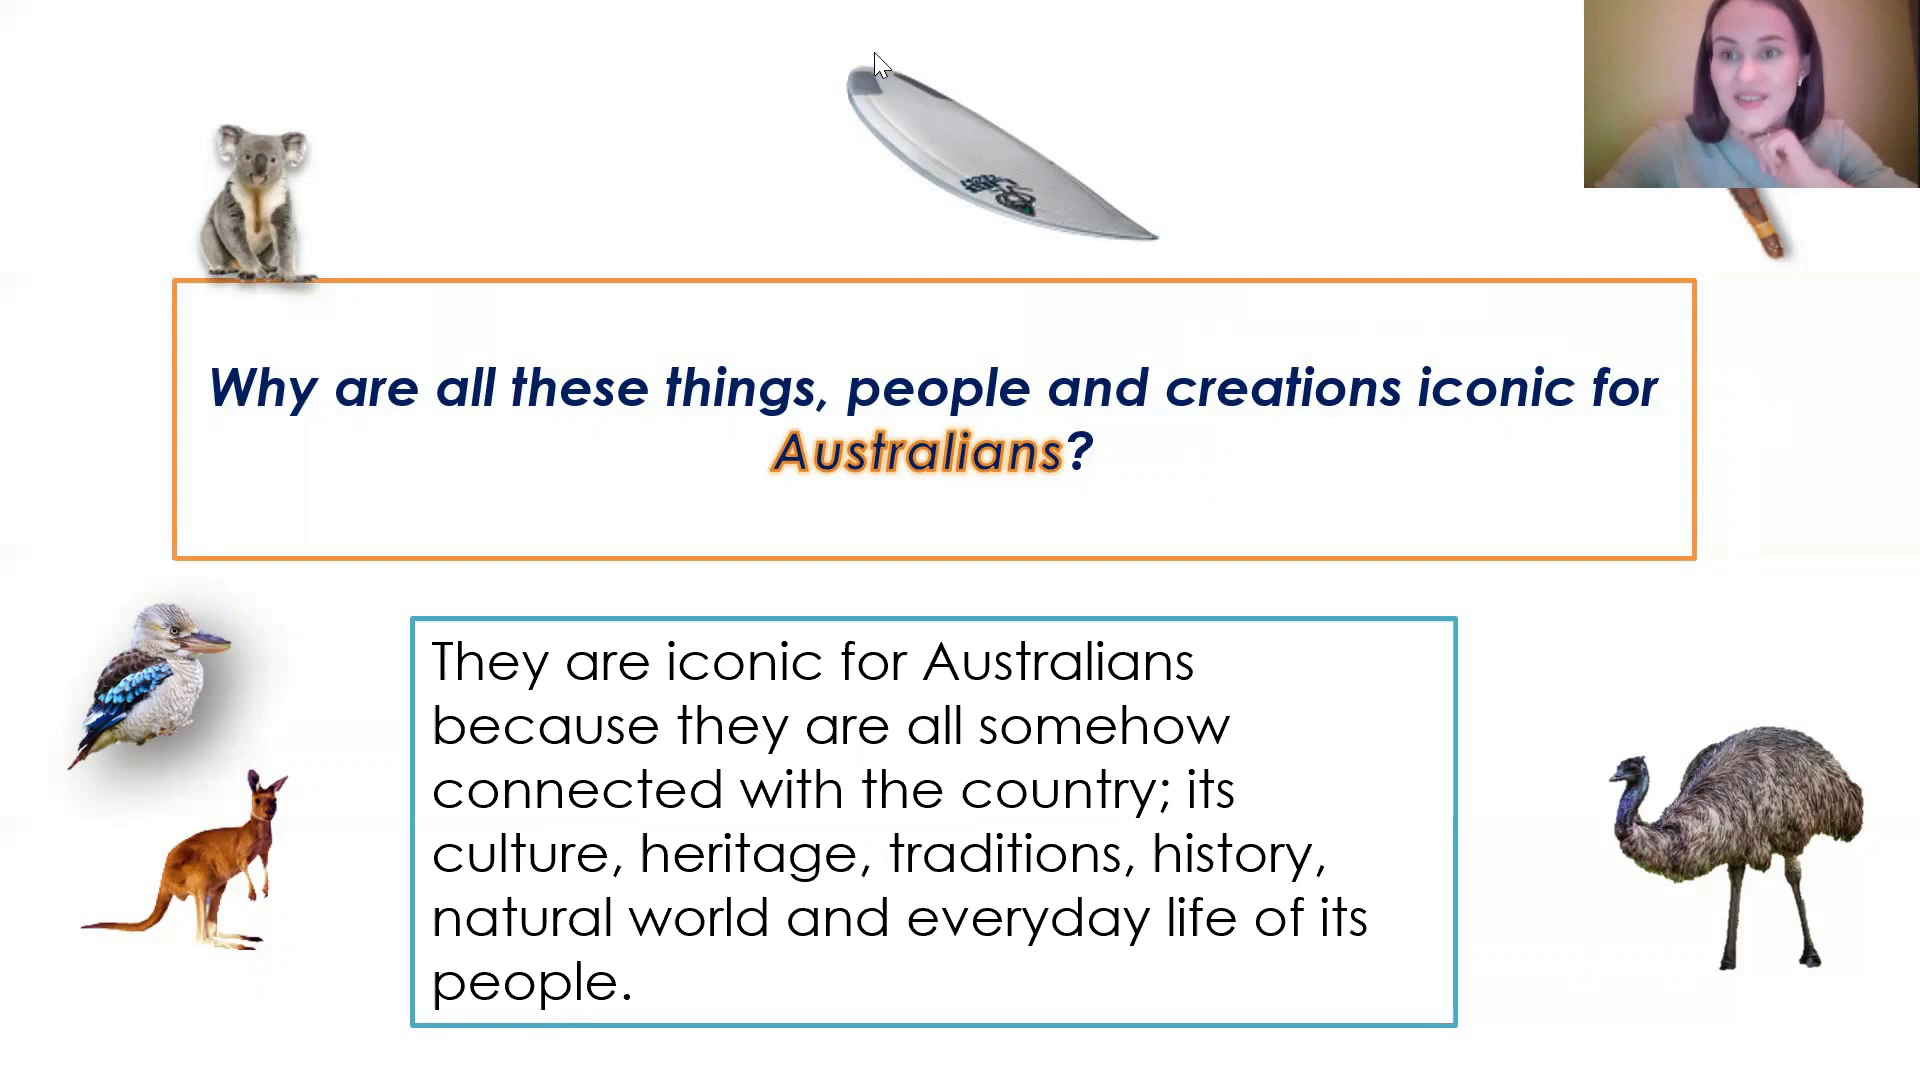 Why are all these things, people and creations iconic for
Australians?
They are iconic for Australians
because they are all somehow
connected with the country; its
culture, heritage, traditions, history,
natural world and everyday life of its
people.